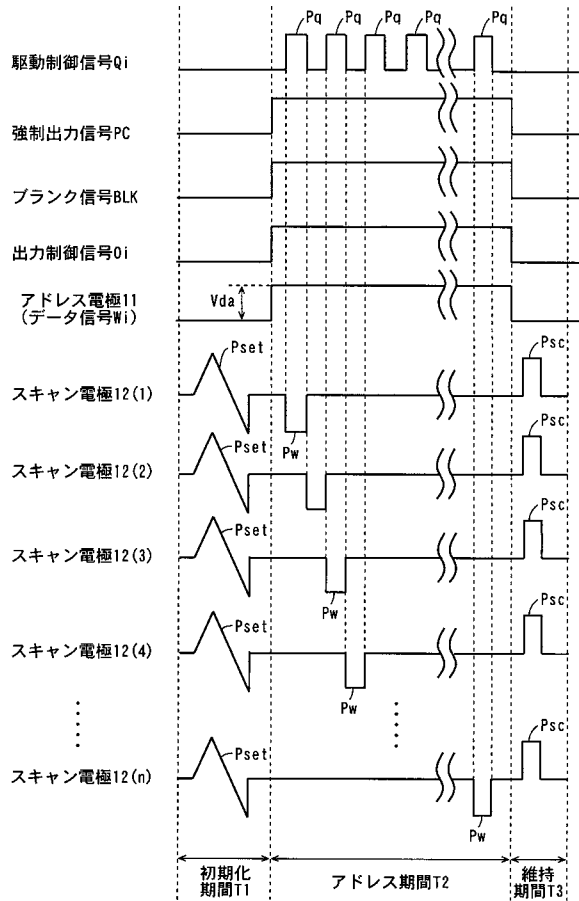 Pq Pq Pq Pq Pq
駆動制御信号Qi
強制出力信号PC
ブランク信号BLK
出力制御信号Oi
アドレス電極11
(データ信号Wi)
Vda
Pset
Psc
スキャン電極12(1)
Pw
Pset
Psc
スキャン電極12(2)
Pset
Psc
スキャン電極12(3)
Pw
Pset
Psc
スキャン電極12(4)
Pw
Pset
Psc
スキャン電極12(n)
Pw
初期化
期間T1
アドレス期間T2
維持
期間T3